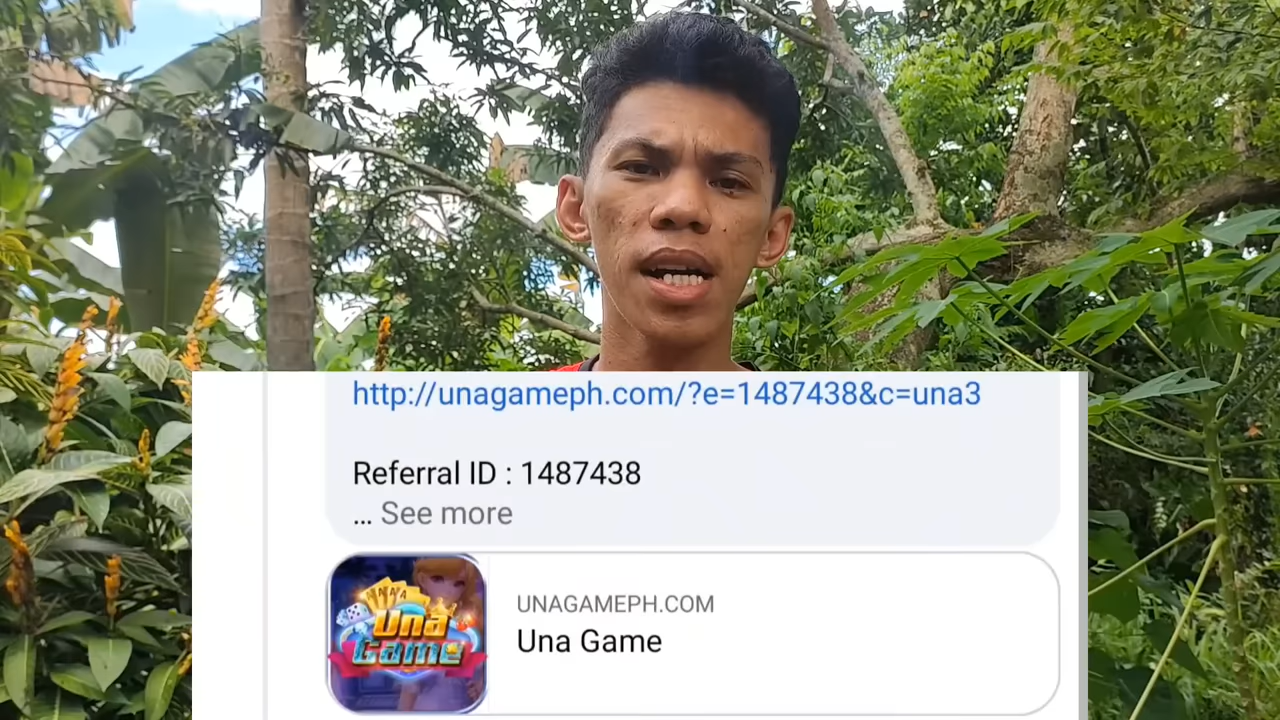 http://unagameph.com/?e=1487438&c=una3
Referral ID : 1487438
... See more
UNAGAMEPH.COM
Una Game
Una
Game